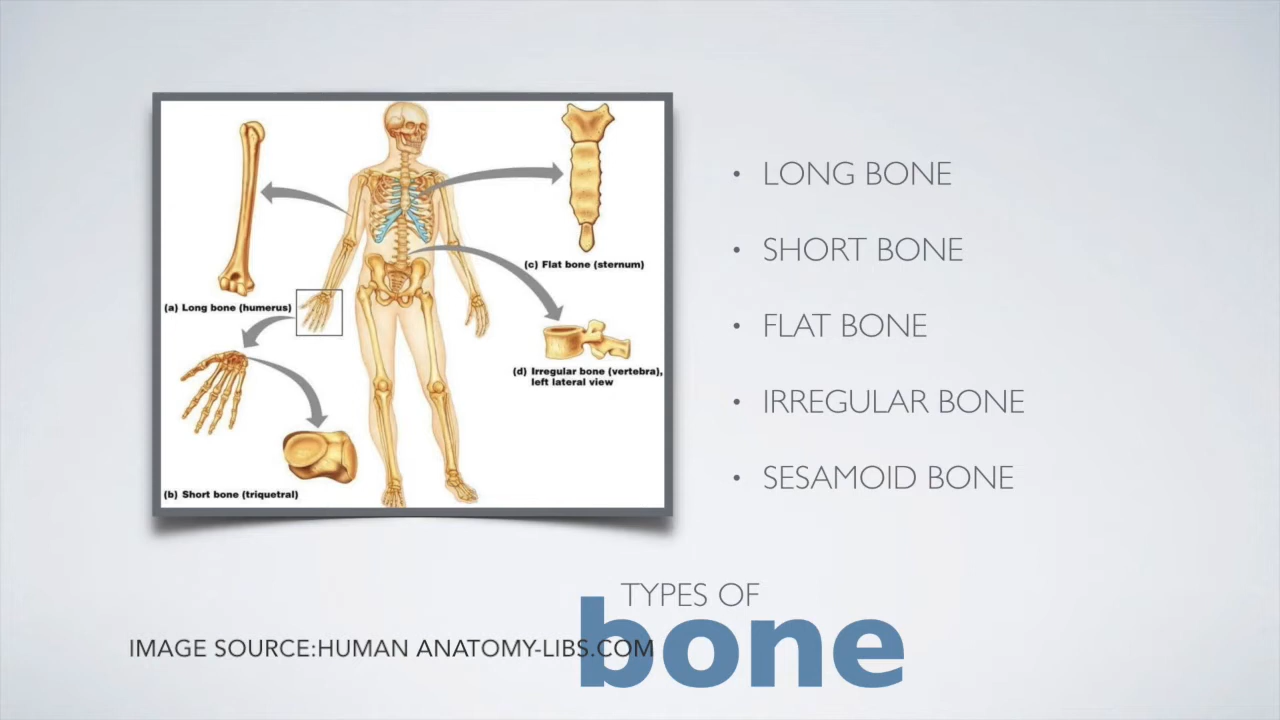 (a) Long bone (humerus)
(b) Short bone (triquetral)
(c) Flat bone (sternum)
(d) Irregular bone (vertebra),
left lateral view
• LONG BONE
• SHORT BONE
• FLAT BONE
• IRREGULAR BONE
• SESAMOID BONE
TYPES OF
bone
IMAGE SOURCE:HUMAN ANATOMY-LIBS.COM